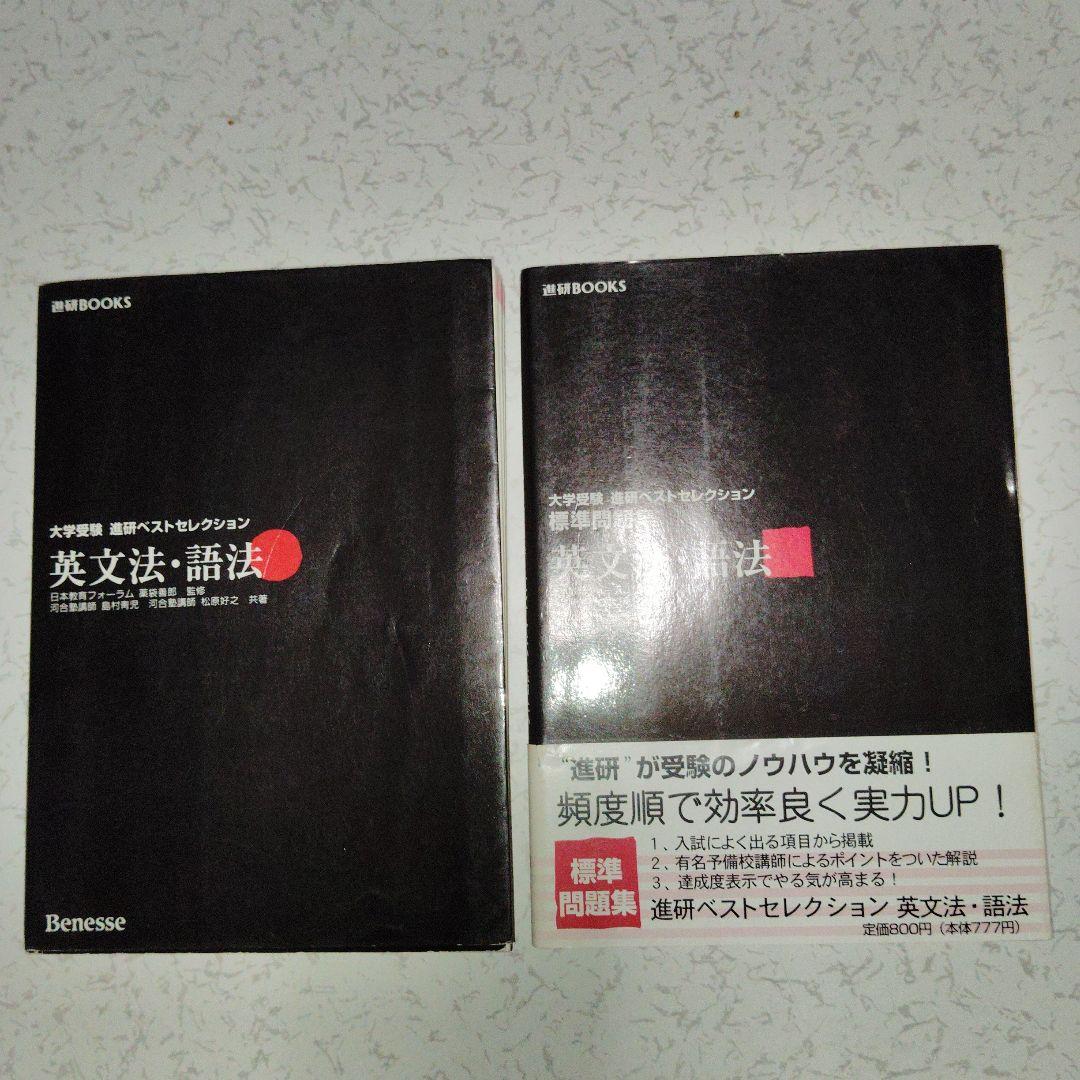 進研BOOKS
大学受験 進研ベストセレクション
英文法・語法
日本教育フォーラム 薬袋善郎 監修
河合塾講師 島村青児 河合塾講師 松原好之 共著
Benesse
進研BOOKS
大学受験 進研ベストセレクション
標準問題集
英文法・語法
"進研"が受験のノウハウを凝縮！
頻度順で効率良く実力UP！
標準
問題集
1、入試によく出る項目から掲載
2、有名予備校講師によるポイントをついた解説
3、達成度表示でやる気が高まる！
進研ベストセレクション 英文法・語法
定価800円（本体777円）